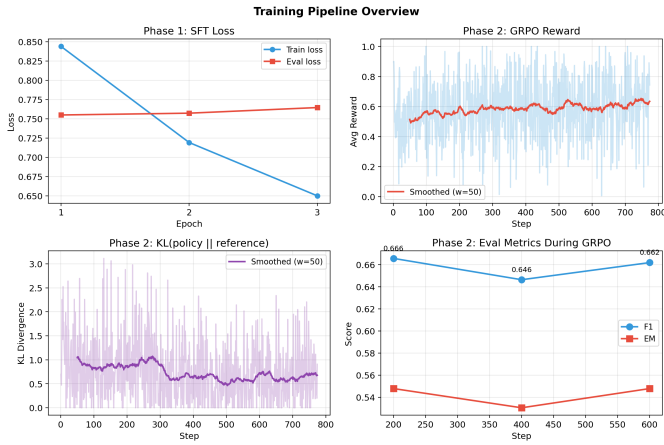 Training Pipeline Overview
Phase 1: SFT Loss
Loss
0.850
0.825
0.800
0.775
0.750
0.725
0.700
0.675
0.650
Train loss
Eval loss
1 2 3
Epoch
Phase 2: GRPO Reward
Avg Reward
1.0
0.8
0.6
0.4
0.2
0.0
Smoothed (w=50)
0 100 200 300 400 500 600 700 800
Step
Phase 2: KL(policy || reference)
KL Divergence
3.0
2.5
2.0
1.5
1.0
0.5
0.0
Smoothed (w=50)
0 100 200 300 400 500 600 700 800
Step
Phase 2: Eval Metrics During GRPO
Score
0.66
0.64
0.62
0.60
0.58
0.56
0.54
0.666
0.646
0.662
F1
EM
200 250 300 350 400 450 500 550 600
Step